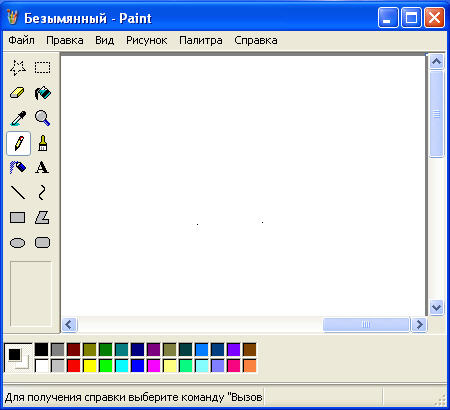 Безымянный - Paint
Файл Правка Вид Рисунок Палитра Справка
A
Для получения справки выберите команду "Вызов